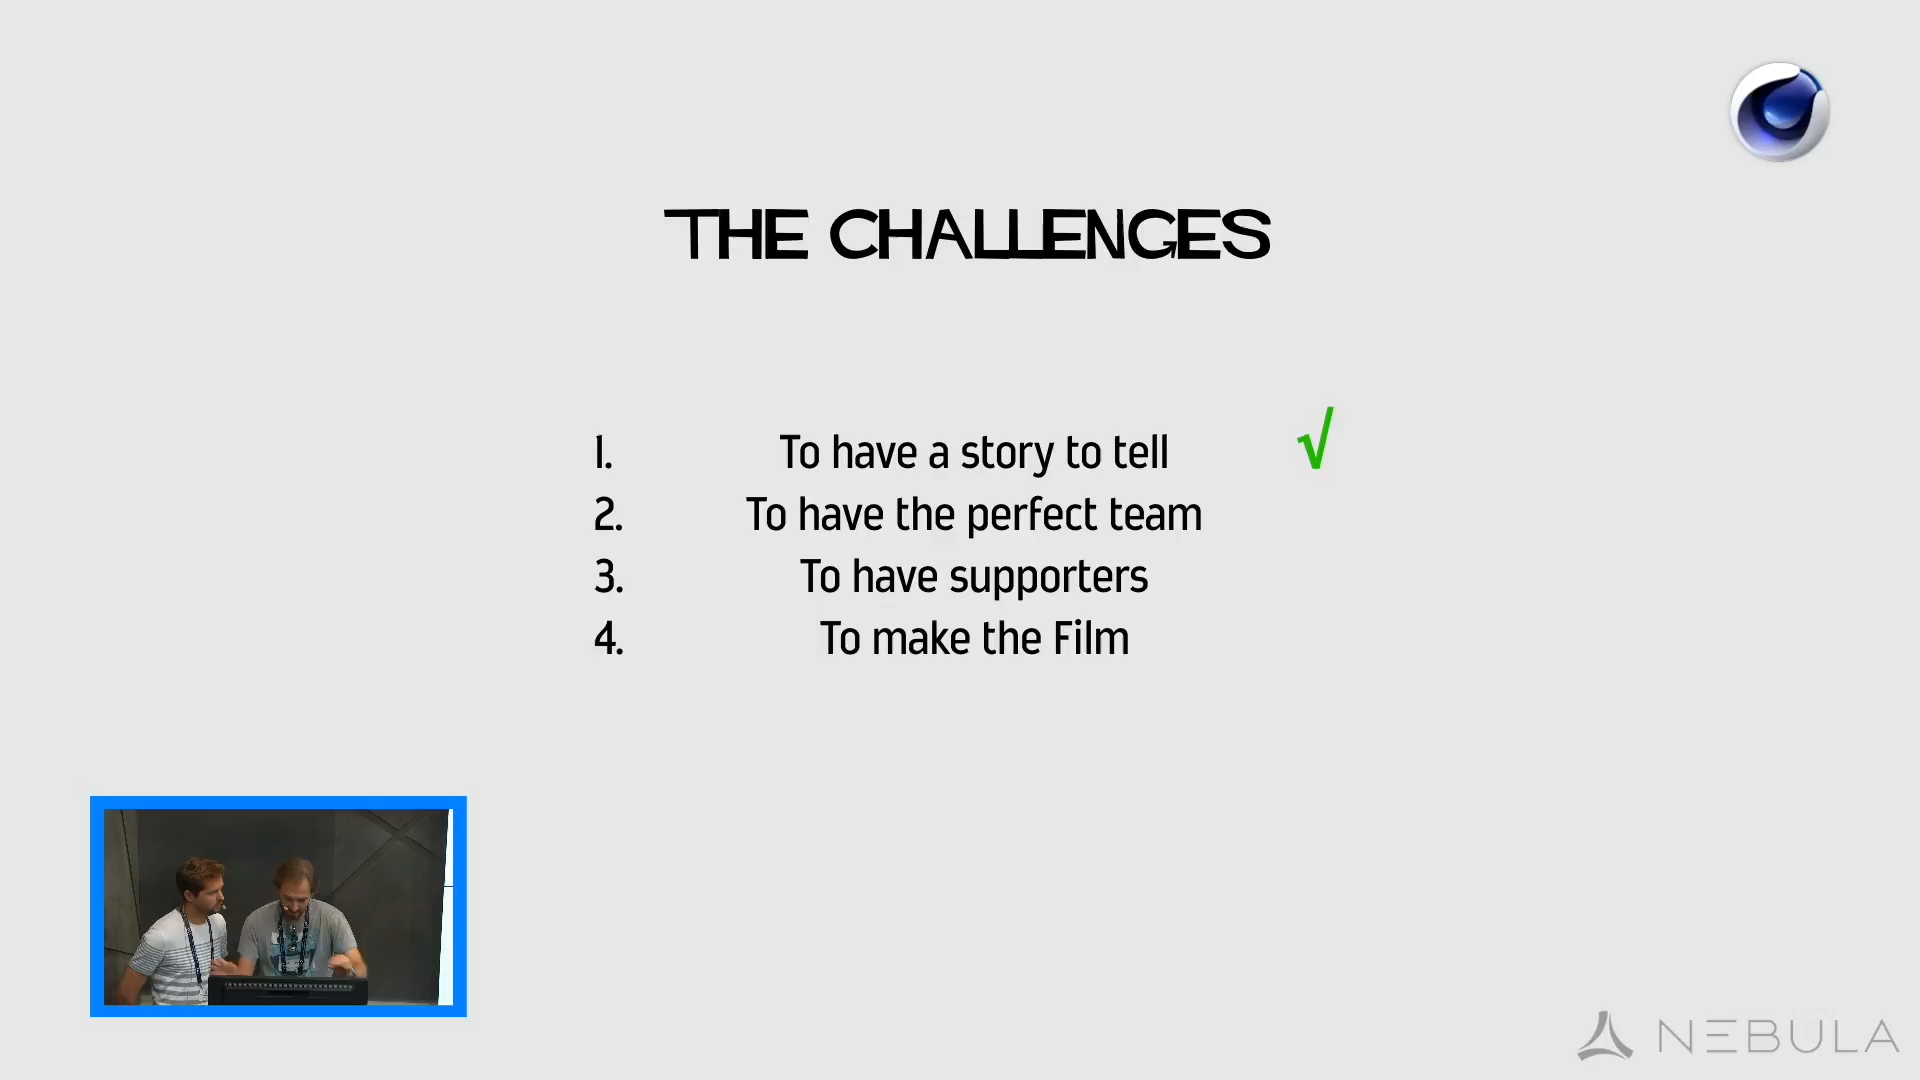 THE CHALLENGES
1. To have a story to tell √
2. To have the perfect team
3. To have supporters
4. To make the Film
NEBULA